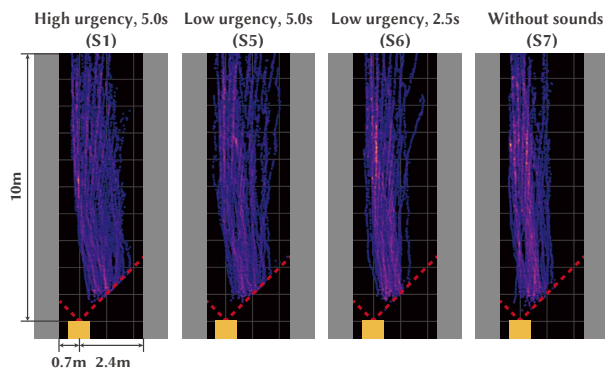 High urgency, 5.0s
(S1)
Low urgency, 5.0s
(S5)
Low urgency, 2.5s
(S6)
Without sounds
(S7)
10m
0.7m 2.4m